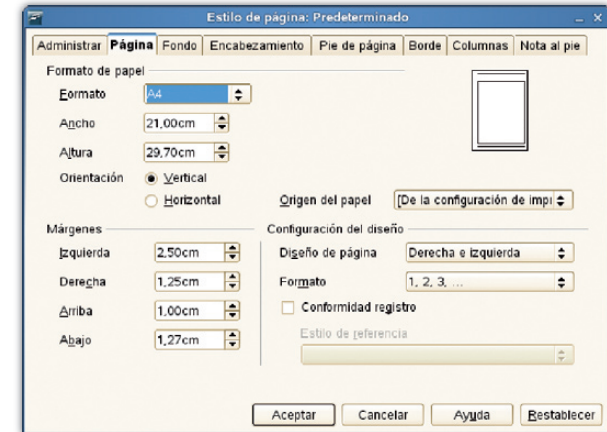 Estilo de página: Predeterminado
Administrar Página Fondo Encabezamiento Pie de página Borde Columnas Nota al pie
Formato de papel
Formato A4
Ancho 21,00cm
Altura 29,70cm
Orientación Vertical
Horizontal
Origen del papel [De la configuración de impr
Márgenes
Izquierda 2,50cm
Derecha 1,25cm
Arriba 1,00cm
Abajo 1,27cm
Configuración del diseño
Diseño de página Derecha e izquierda
Formato 1, 2, 3, ...
Conformidad registro
Estilo de referencia
Aceptar Cancelar Ayuda Restablecer